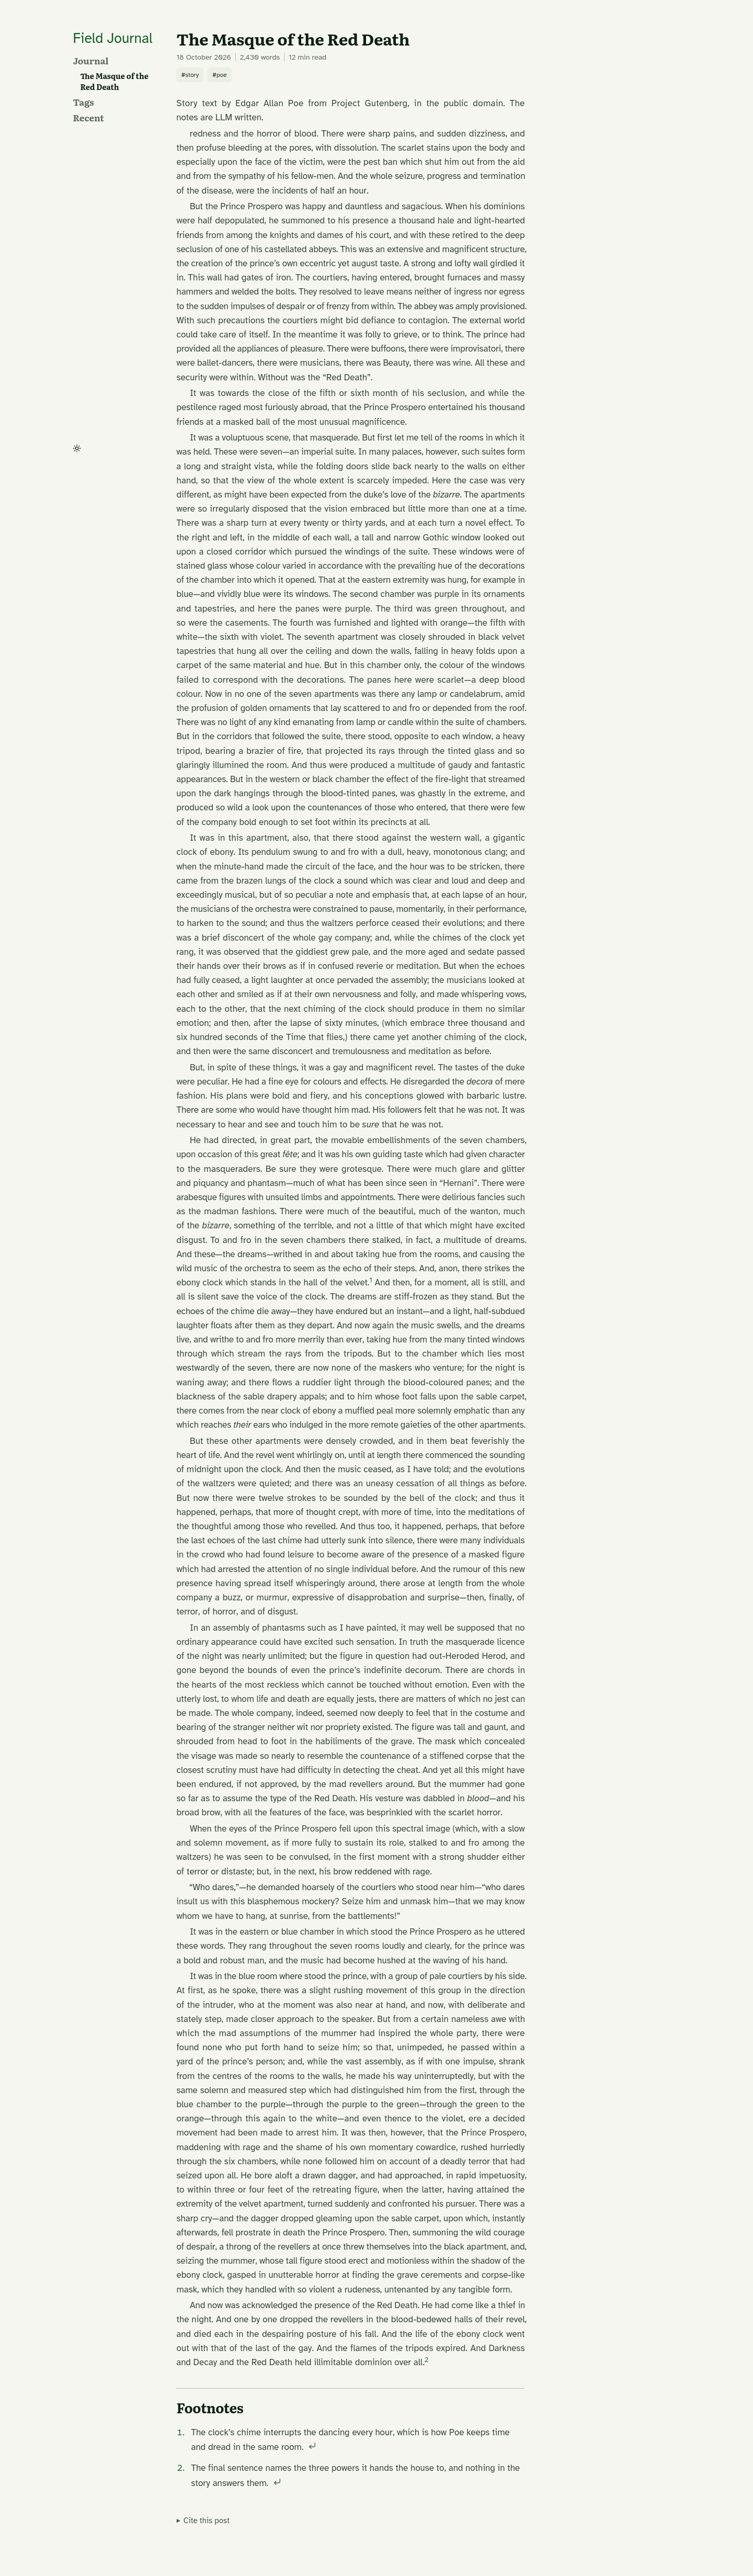 Field Journal
Journal
The Masque of the
Red Death
Tags
Recent
The Masque of the Red Death
18 October 2026 | 2,430 words | 12 min read
#story #poe
Story text by Edgar Allan Poe from Project Gutenberg, in the public domain. The
notes are LLM written.
redness and the horror of blood. There were sharp pains, and sudden dizziness, and
then profuse bleeding at the pores, with dissolution. The scarlet stains upon the body and
especially upon the face of the victim, were the pest ban which shut him out from the aid
and from the sympathy of his fellow-men. And the whole seizure, progress and termination
of the disease, were the incidents of half an hour.
But the Prince Prospero was happy and dauntless and sagacious. When his dominions
were half depopulated, he summoned to his presence a thousand hale and light-hearted
friends from among the knights and dames of his court, and with these retired to the deep
seclusion of one of his castellated abbeys. This was an extensive and magnificent structure,
the creation of the prince’s own eccentric yet august taste. A strong and lofty wall girdled it
in. This wall had gates of iron. The courtiers, having entered, brought furnaces and massy
hammers and welded the bolts. They resolved to leave means neither of ingress nor egress
to the sudden impulses of despair or of frenzy from within. The abbey was amply provisioned.
With such precautions the courtiers might bid defiance to contagion. The external world
could take care of itself. In the meantime it was folly to grieve, or to think. The prince had
provided all the appliances of pleasure. There were buffoons, there were improvisatori, there
were ballet-dancers, there were musicians, there was Beauty, there was wine. All these and
security were within. Without was the “Red Death”.
It was towards the close of the fifth or sixth month of his seclusion, and while the
pestilence raged most furiously abroad, that the Prince Prospero entertained his thousand
friends at a masked ball of the most unusual magnificence.
It was a voluptuous scene, that masquerade. But first let me tell of the rooms in which it
was held. These were seven—an imperial suite. In many palaces, however, such suites form
a long and straight vista, while the folding doors slide back nearly to the walls on either
hand, so that the view of the whole extent is scarcely impeded. Here the case was very
different, as might have been expected from the duke’s love of the bizarre. The apartments
were so irregularly disposed that the vision embraced but little more than one at a time.
There was a sharp turn at every twenty or thirty yards, and at each turn a novel effect. To
the right and left, in the middle of each wall, a tall and narrow Gothic window looked out
upon a closed corridor which pursued the windings of the suite. These windows were of
stained glass whose colour varied in accordance with the prevailing hue of the decorations
of the chamber into which it opened. That at the eastern extremity was hung, for example in
blue—and vividly blue were its windows. The second chamber was purple in its ornaments
and tapestries, and here the panes were purple. The third was green throughout, and
so were the casements. The fourth was furnished and lighted with orange—the fifth with
white—the sixth with violet. The seventh apartment was closely shrouded in black velvet
tapestries that hung all over the ceiling and down the walls, falling in heavy folds upon a
carpet of the same material and hue. But in this chamber only, the colour of the windows
failed to correspond with the decorations. The panes here were scarlet—a deep blood
colour. Now in no one of the seven apartments was there any lamp or candelabrum, amid
the profusion of golden ornaments that lay scattered to and fro or depended from the roof.
There was no light of any kind emanating from lamp or candle within the suite of chambers.
But in the corridors that followed the suite, there stood, opposite to each window, a heavy
tripod, bearing a brazier of fire, that projected its rays through the tinted glass and so
glaringly illumined the room. And thus were produced a multitude of gaudy and fantastic
appearances. But in the western or black chamber the effect of the fire-light that streamed
upon the dark hangings through the blood-tinted panes, was ghastly in the extreme, and
produced so wild a look upon the countenances of those who entered, that there were few
of the company bold enough to set foot within its precincts at all.
It was in this apartment, also, that there stood against the western wall, a gigantic
clock of ebony. Its pendulum swung to and fro with a dull, heavy, monotonous clang; and
when the minute-hand made the circuit of the face, and the hour was to be stricken, there
came from the brazen lungs of the clock a sound which was clear and loud and deep and
exceedingly musical, but of so peculiar a note and emphasis that, at each lapse of an hour,
the musicians of the orchestra were constrained to pause, momentarily, in their performance,
to harken to the sound; and thus the waltzers perforce ceased their evolutions; and there
was a brief disconcert of the whole gay company; and, while the chimes of the clock yet
rang, it was observed that the giddiest grew pale, and the more aged and sedate passed
their hands over their brows as if in confused reverie or meditation. But when the echoes
had fully ceased, a light laughter at once pervaded the assembly; the musicians looked at
each other and smiled as if at their own nervousness and folly, and made whispering vows,
each to the other, that the next chiming of the clock should produce in them no similar
emotion; and then, after the lapse of sixty minutes, (which embrace three thousand and
six hundred seconds of the Time that flies,) there came yet another chiming of the clock,
and then were the same disconcert and tremulousness and meditation as before.
But, in spite of these things, it was a gay and magnificent revel. The tastes of the duke
were peculiar. He had a fine eye for colours and effects. He disregarded the decora of mere
fashion. His plans were bold and fiery, and his conceptions glowed with barbaric lustre.
There are some who would have thought him mad. His followers felt that he was not. It was
necessary to hear and see and touch him to be sure that he was not.
He had directed, in great part, the movable embellishments of the seven chambers,
upon occasion of this great fête; and it was his own guiding taste which had given character
to the masqueraders. Be sure they were grotesque. There were much glare and glitter
and piquancy and phantasm—much of what has been since seen in “Hernani”. There were
arabesque figures with unsuited limbs and appointments. There were delirious fancies such
as the madman fashions. There were much of the beautiful, much of the wanton, much
of the bizarre, something of the terrible, and not a little of that which might have excited
disgust. To and fro in the seven chambers there stalked, in fact, a multitude of dreams.
And these—the dreams—writhed in and about taking hue from the rooms, and causing the
wild music of the orchestra to seem as the echo of their steps. And, anon, there strikes the
ebony clock which stands in the hall of the velvet.1 And then, for a moment, all is still, and
all is silent save the voice of the clock. The dreams are stiff-frozen as they stand. But the
echoes of the chime die away—they have endured but an instant—and a light, half-subdued
laughter floats after them as they depart. And now again the music swells, and the dreams
live, and writhe to and fro more merrily than ever, taking hue from the many tinted windows
through which stream the rays from the tripods. But to the chamber which lies most
westwardly of the seven, there are now none of the maskers who venture; for the night is
waning away; and there flows a ruddier light through the blood-coloured panes; and the
blackness of the sable drapery appals; and to him whose foot falls upon the sable carpet,
there comes from the near clock of ebony a muffled peal more solemnly emphatic than any
which reaches their ears who indulged in the more remote gaieties of the other apartments.
But these other apartments were densely crowded, and in them beat feverishly the
heart of life. And the revel went whirlingly on, until at length there commenced the sounding
of midnight upon the clock. And then the music ceased, as I have told; and the evolutions
of the waltzers were quieted; and there was an uneasy cessation of all things as before.
But now there were twelve strokes to be sounded by the bell of the clock; and thus it
happened, perhaps, that more of thought crept, with more of time, into the meditations of
the thoughtful among those who revelled. And thus too, it happened, perhaps, that before
the last echoes of the last chime had utterly sunk into silence, there were many individuals
in the crowd who had found leisure to become aware of the presence of a masked figure
which had arrested the attention of no single individual before. And the rumour of this new
presence having spread itself whisperingly around, there arose at length from the whole
company a buzz, or murmur, expressive of disapprobation and surprise—then, finally, of
terror, of horror, and of disgust.
In an assembly of phantasms such as I have painted, it may well be supposed that no
ordinary appearance could have excited such sensation. In truth the masquerade licence
of the night was nearly unlimited; but the figure in question had out-Heroded Herod, and
gone beyond the bounds of even the prince’s indefinite decorum. There are chords in
the hearts of the most reckless which cannot be touched without emotion. Even with the
utterly lost, to whom life and death are equally jests, there are matters of which no jest can
be made. The whole company, indeed, seemed now deeply to feel that in the costume and
bearing of the stranger neither wit nor propriety existed. The figure was tall and gaunt, and
shrouded from head to foot in the habiliments of the grave. The mask which concealed
the visage was made so nearly to resemble the countenance of a stiffened corpse that the
closest scrutiny must have had difficulty in detecting the cheat. And yet all this might have
been endured, if not approved, by the mad revellers around. But the mummer had gone
so far as to assume the type of the Red Death. His vesture was dabbled in blood—and his
broad brow, with all the features of the face, was besprinkled with the scarlet horror.
When the eyes of the Prince Prospero fell upon this spectral image (which, with a slow
and solemn movement, as if more fully to sustain its role, stalked to and fro among the
waltzers) he was seen to be convulsed, in the first moment with a strong shudder either
of terror or distaste; but, in the next, his brow reddened with rage.
“Who dares,”—he demanded hoarsely of the courtiers who stood near him—“who dares
insult us with this blasphemous mockery? Seize him and unmask him—that we may know
whom we have to hang, at sunrise, from the battlements!”
It was in the eastern or blue chamber in which stood the Prince Prospero as he uttered
these words. They rang throughout the seven rooms loudly and clearly, for the prince was
a bold and robust man, and the music had become hushed at the waving of his hand.
It was in the blue room where stood the prince, with a group of pale courtiers by his side.
At first, as he spoke, there was a slight rushing movement of this group in the direction
of the intruder, who at the moment was also near at hand, and now, with deliberate and
stately step, made closer approach to the speaker. But from a certain nameless awe with
which the mad assumptions of the mummer had inspired the whole party, there were
found none who put forth hand to seize him; so that, unimpeded, he passed within a
yard of the prince’s person; and, while the vast assembly, as if with one impulse, shrank
from the centres of the rooms to the walls, he made his way uninterruptedly, but with the
same solemn and measured step which had distinguished him from the first, through the
blue chamber to the purple—through the purple to the green—through the green to the
orange—through this again to the white—and even thence to the violet, ere a decided
movement had been made to arrest him. It was then, however, that the Prince Prospero,
maddening with rage and the shame of his own momentary cowardice, rushed hurriedly
through the six chambers, while none followed him on account of a deadly terror that had
seized upon all. He bore aloft a drawn dagger, and had approached, in rapid impetuosity,
to within three or four feet of the retreating figure, when the latter, having attained the
extremity of the velvet apartment, turned suddenly and confronted his pursuer. There was a
sharp cry—and the dagger dropped gleaming upon the sable carpet, upon which, instantly
afterwards, fell prostrate in death the Prince Prospero. Then, summoning the wild courage
of despair, a throng of the revellers at once threw themselves into the black apartment, and,
seizing the mummer, whose tall figure stood erect and motionless within the shadow of the
ebony clock, gasped in unutterable horror at finding the grave cerements and corpse-like
mask, which they handled with so violent a rudeness, untenanted by any tangible form.
And now was acknowledged the presence of the Red Death. He had come like a thief in
the night. And one by one dropped the revellers in the blood-bedewed halls of their revel,
and died each in the despairing posture of his fall. And the life of the ebony clock went
out with that of the last of the gay. And the flames of the tripods expired. And Darkness
and Decay and the Red Death held illimitable dominion over all.2
Footnotes
1. The clock’s chime interrupts the dancing every hour, which is how Poe keeps time
and dread in the same room. ↵
2. The final sentence names the three powers it hands the house to, and nothing in the
story answers them. ↵
▸ Cite this post